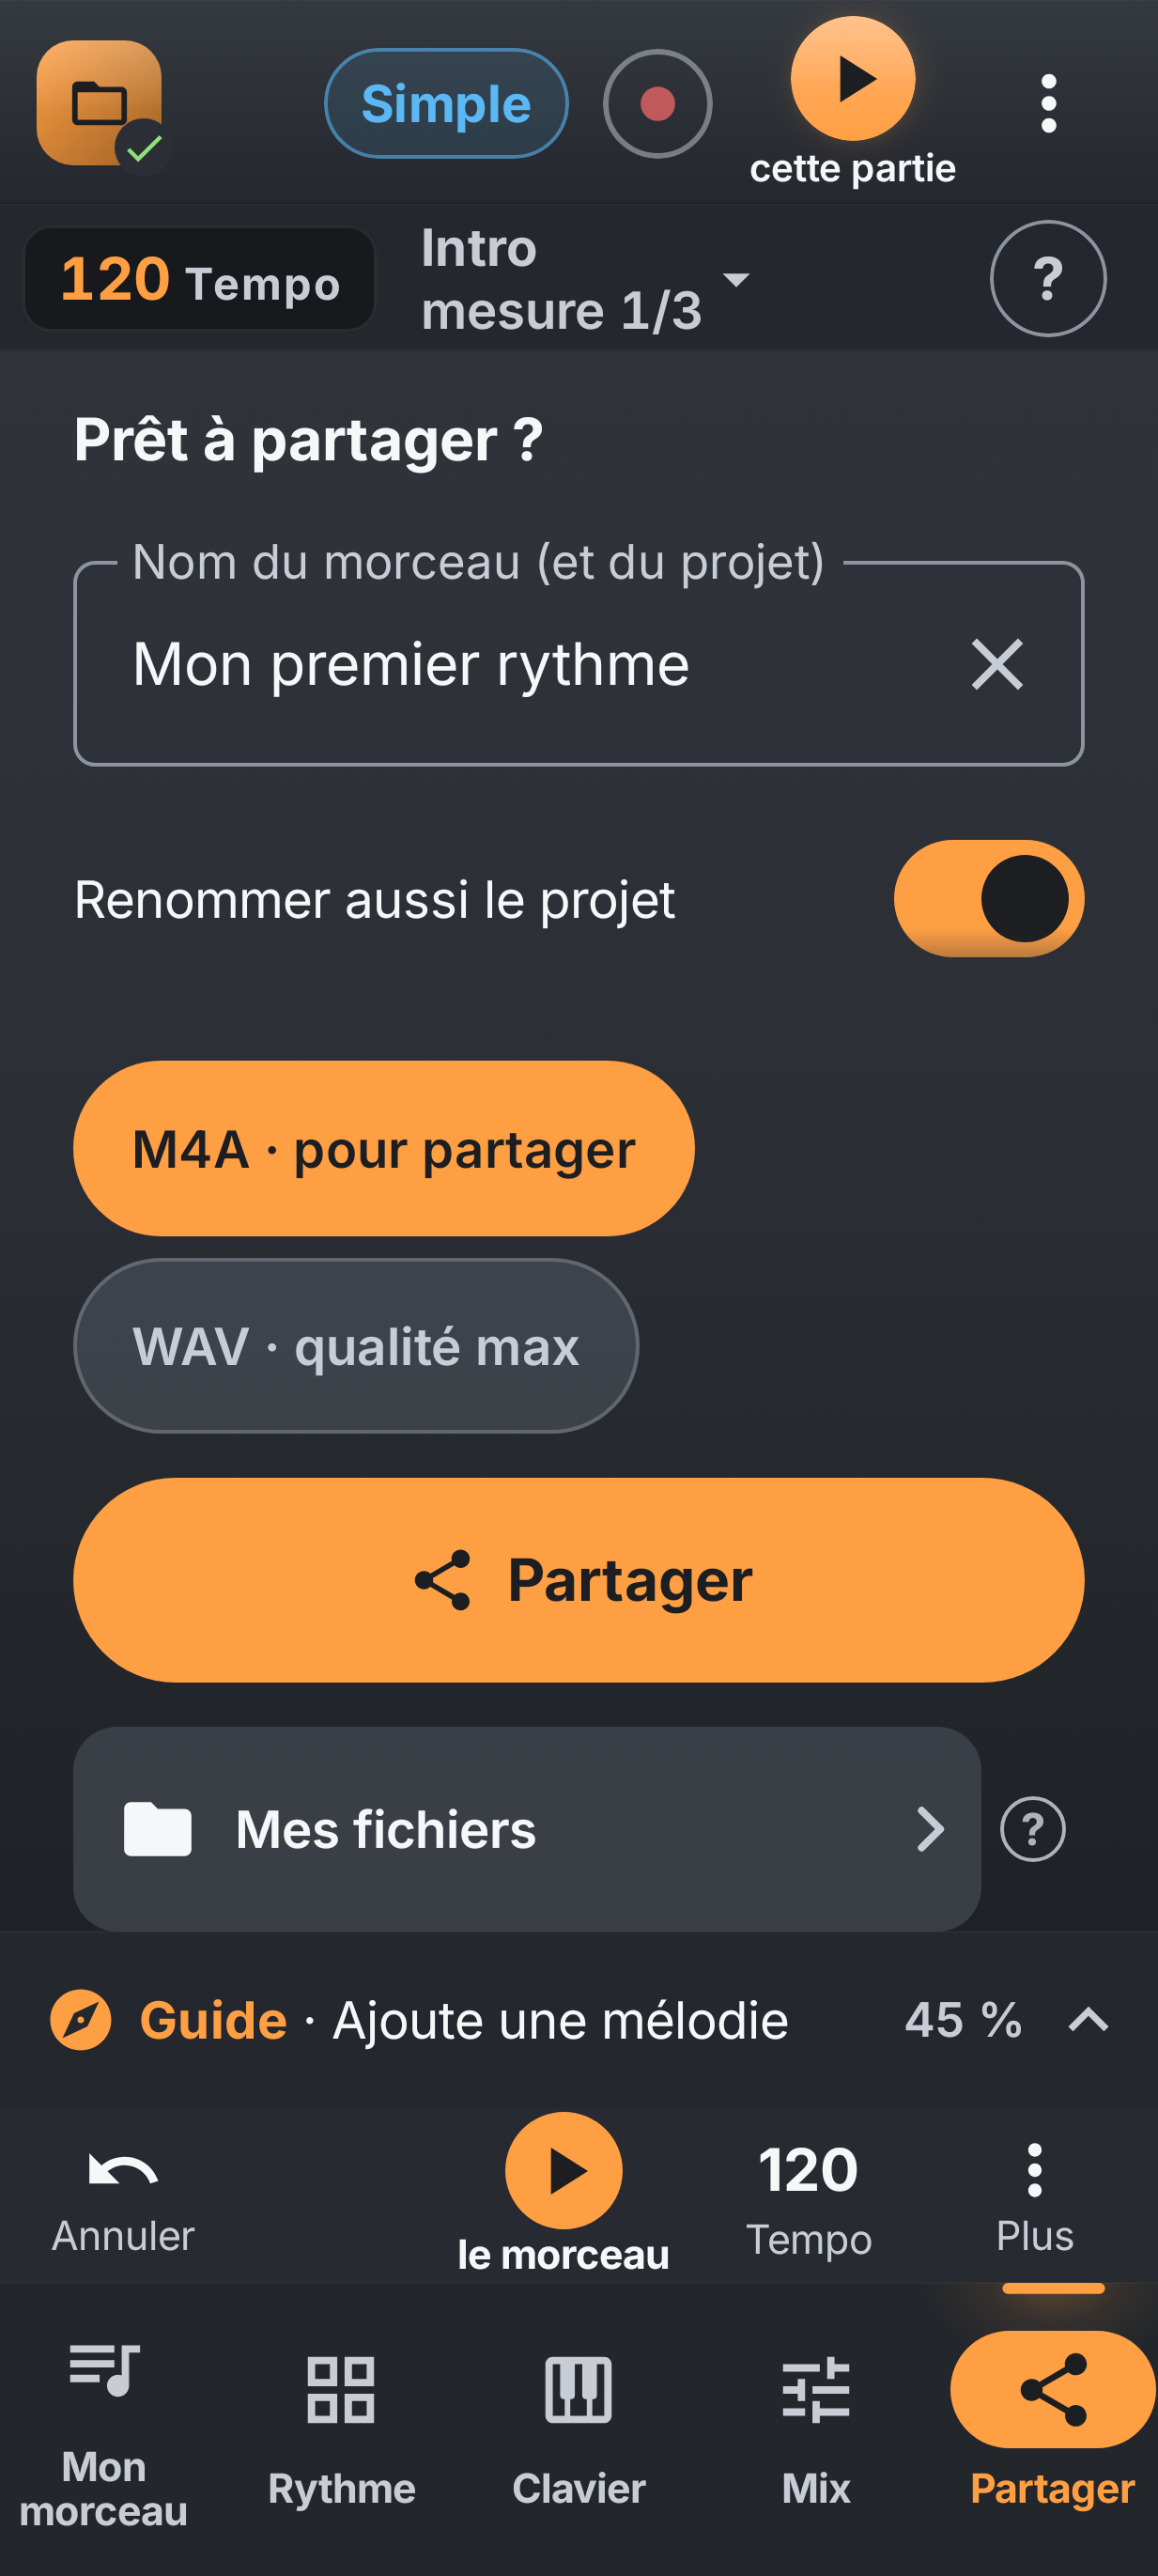 Simple
cette partie
120 Tempo
Intro
mesure 1/3
?
Prêt à partager ?
Nom du morceau (et du projet)
Mon premier rythme
Renommer aussi le projet
M4A · pour partager
WAV · qualité max
Partager
Mes fichiers
?
Guide · Ajoute une mélodie 45 %
Annuler
le morceau
120
Tempo
Plus
Mon
morceau
Rythme
Clavier
Mix
Partager